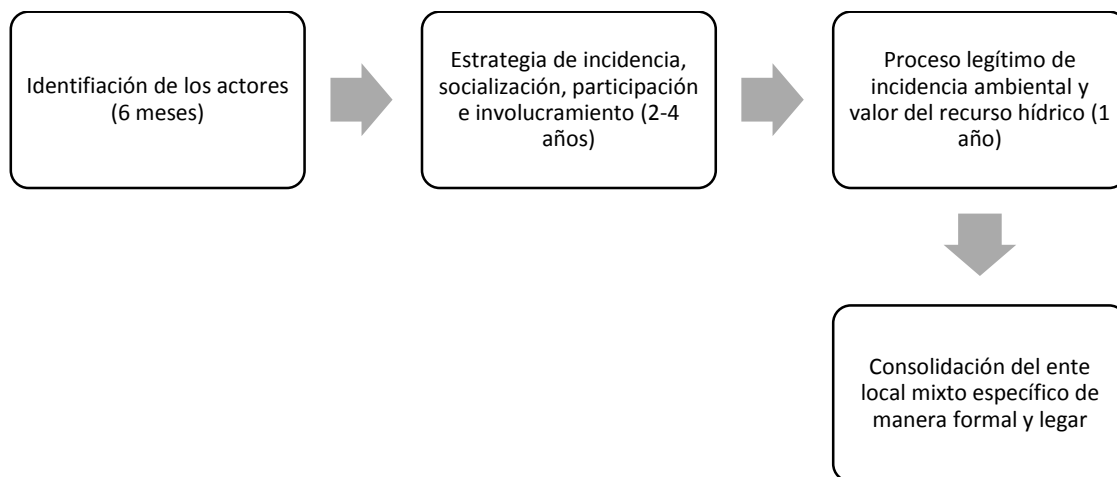 Identifiación de los actores
(6 meses)
Estrategia de incidencia,
socialización, participación
e involucramiento (2-4
años)
Proceso legítimo de
incidencia ambiental y
valor del recurso hídrico (1
año)
Consolidación del ente
local mixto específico de
manera formal y legar